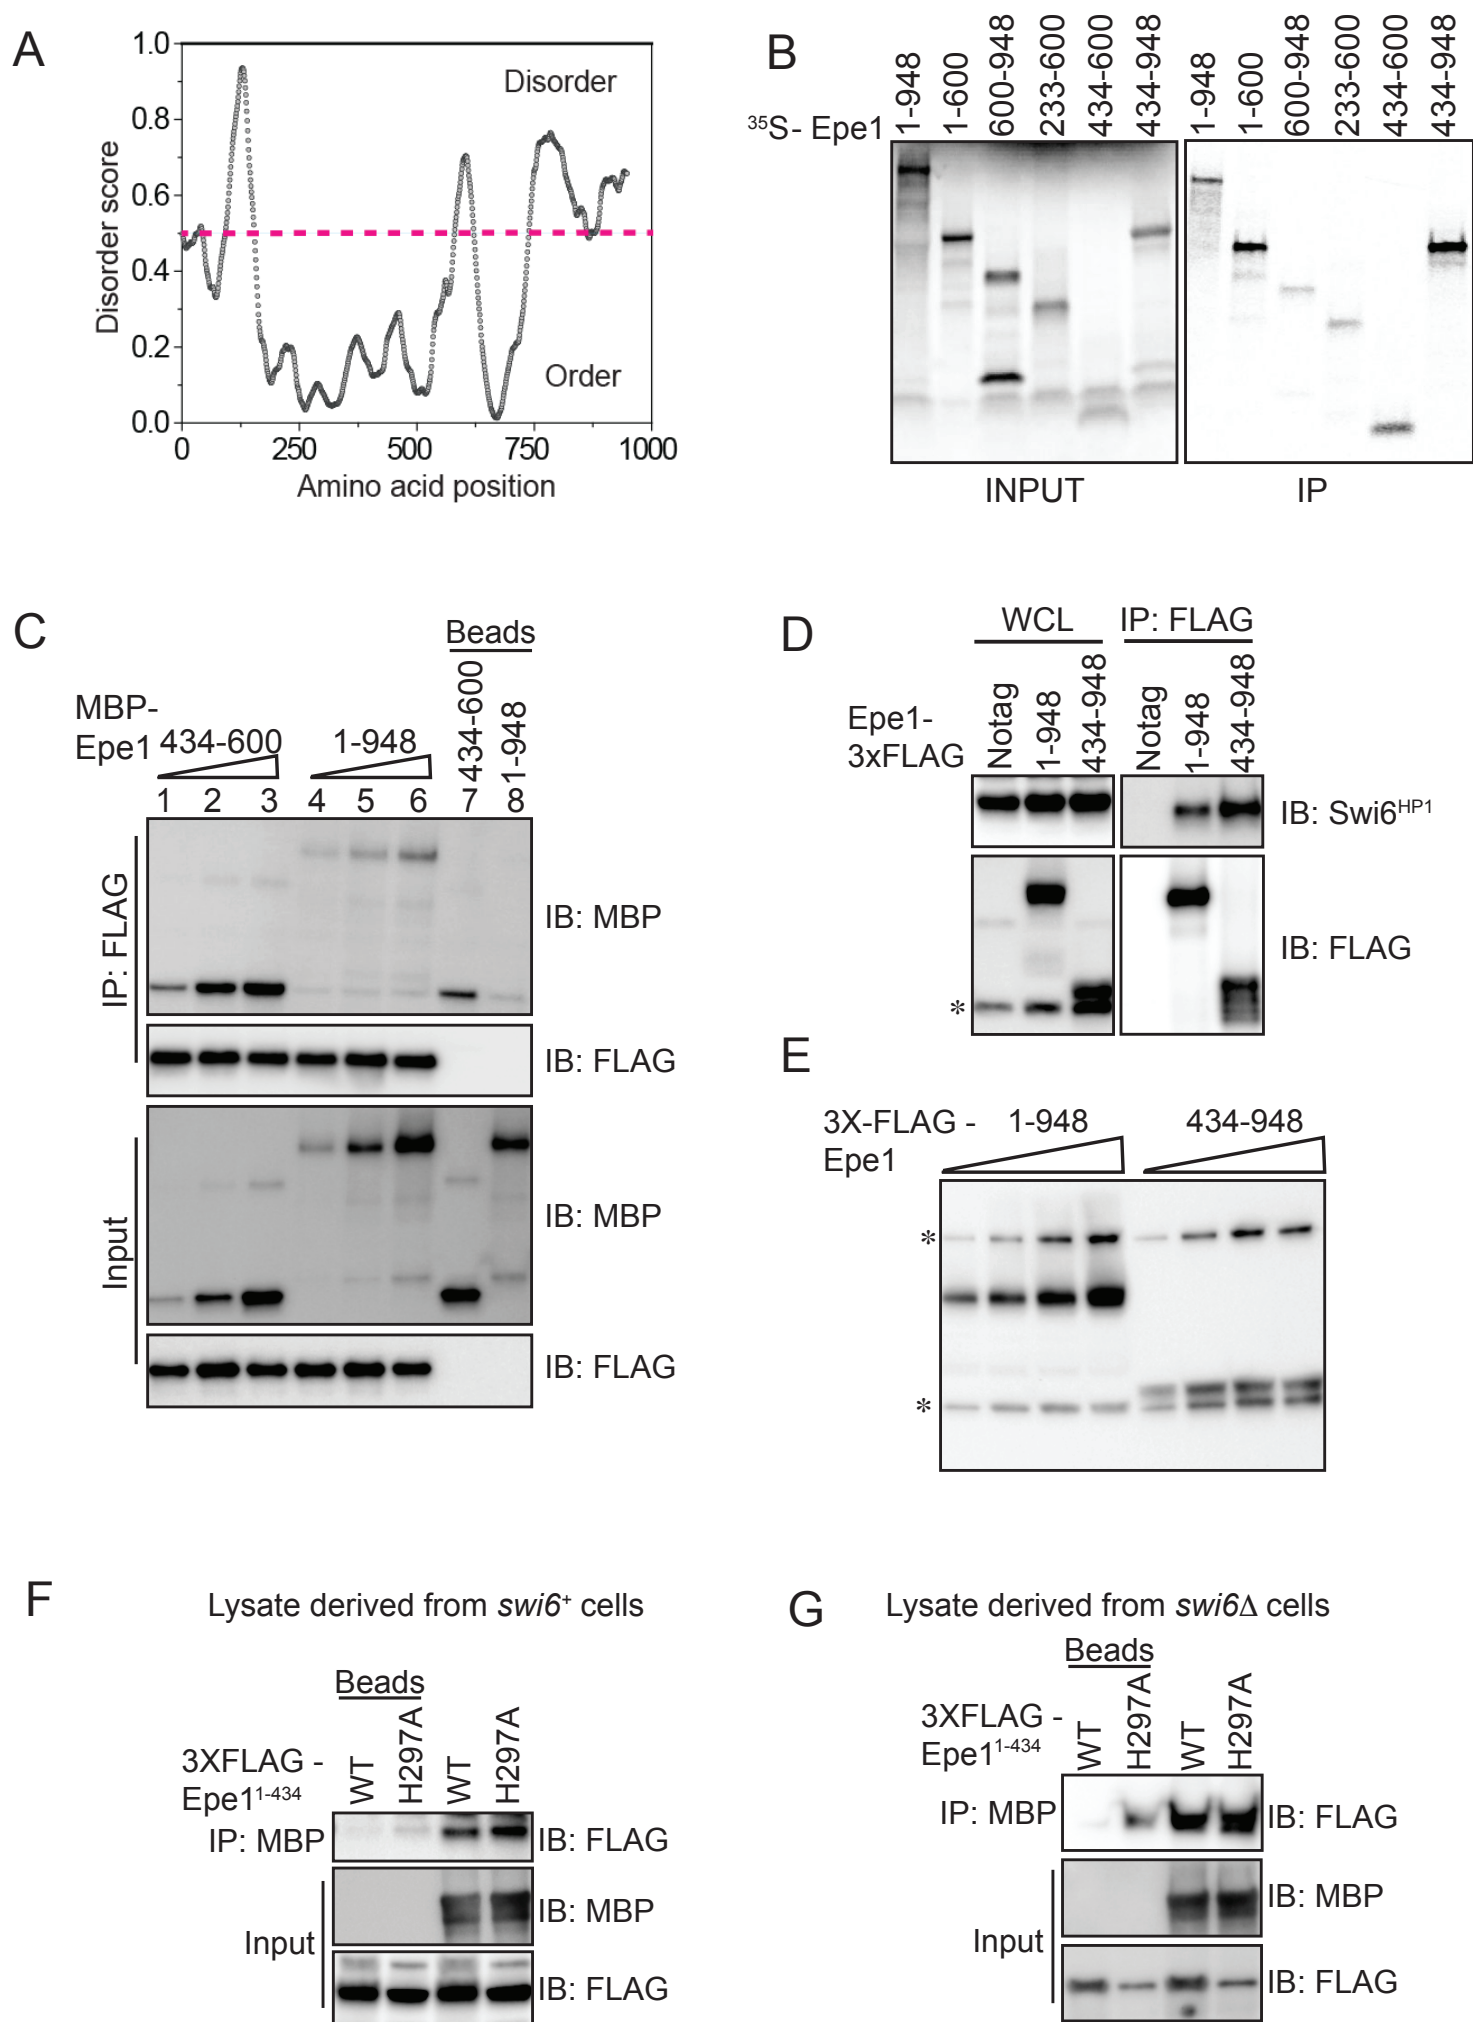 A
1.0
0.8
0.6
0.4
0.2
0.0
Disorder score
Disorder
Order
0 250 500 750 1000
Amino acid position
B
³⁵S- Epe1
1-948 1-600 600-948 233-600 434-600 434-948
1-948 1-600 600-948 233-600 434-600 434-948
INPUT
IP
C
Beads
MBP-
Epe1
434-600 1-948 434-600 1-948
1 2 3 4 5 6 7 8
IP: FLAG
IB: MBP
IB: FLAG
Input
IB: MBP
IB: FLAG
D
WCL IP: FLAG
Epe1-
3xFLAG
Notag 1-948 434-948 Notag 1-948 434-948
IB: Swi6ᴴᴾ¹
*
IB: FLAG
E
3X-FLAG -
Epe1
1-948 434-948
*
*
F
Lysate derived from swi6⁺ cells
Beads
3XFLAG -
Epe1¹⁻⁴³⁴
WT H297A WT H297A
IP: MBP
IB: FLAG
Input
IB: MBP
IB: FLAG
G
Lysate derived from swi6Δ cells
Beads
3XFLAG -
Epe1¹⁻⁴³⁴
WT H297A WT H297A
IP: MBP
IB: FLAG
Input
IB: MBP
IB: FLAG